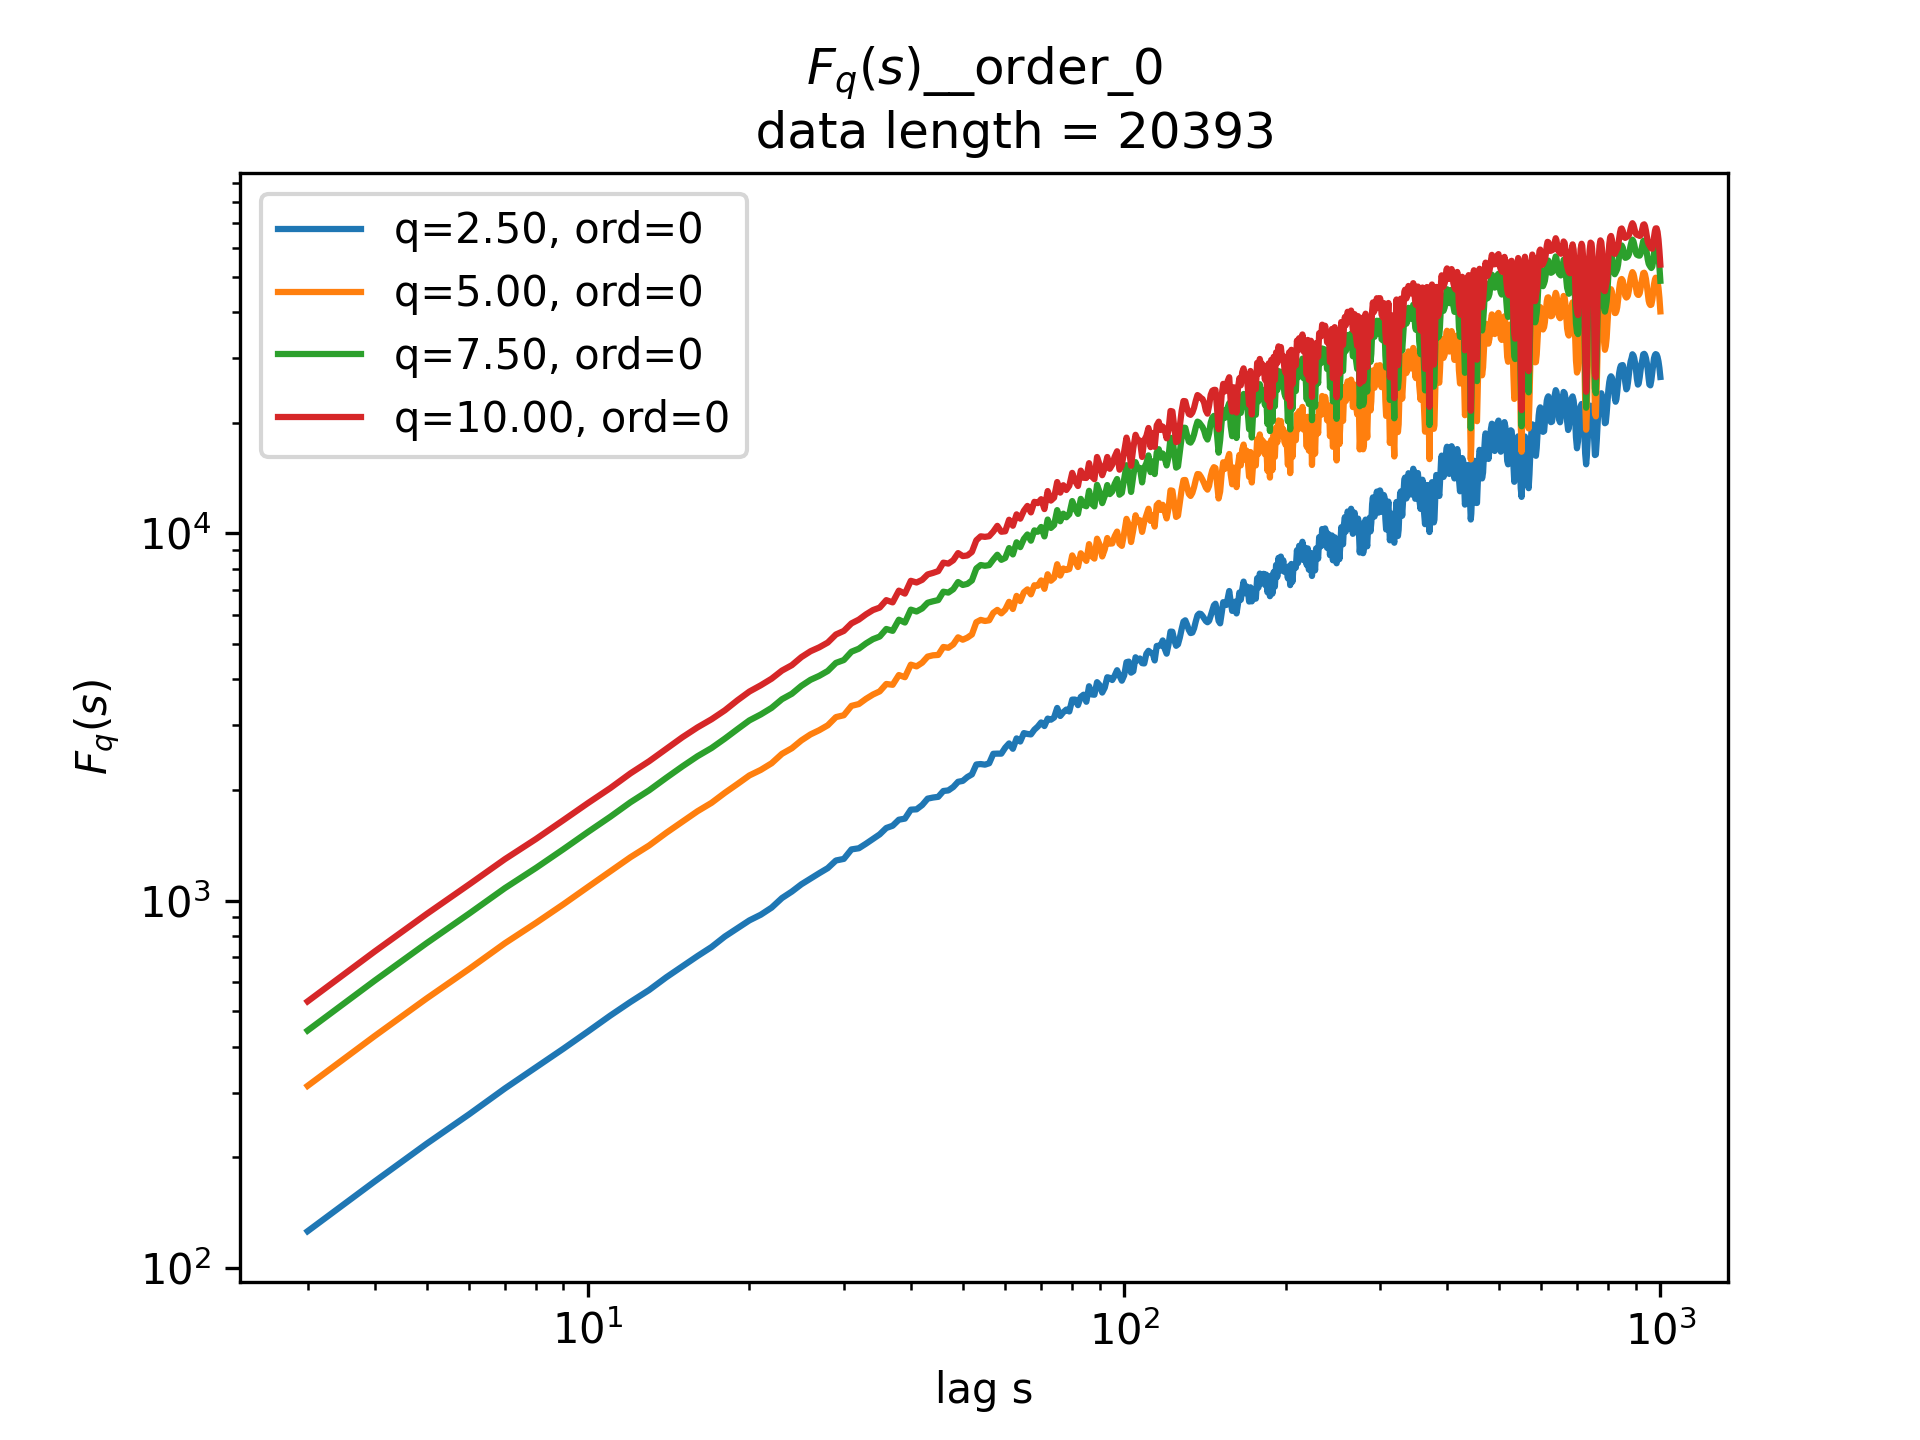 F_q(s)__order_0
data length = 20393
q=2.50, ord=0
q=5.00, ord=0
q=7.50, ord=0
q=10.00, ord=0
F_q(s)
10^4
10^3
10^2
10^1
10^2
10^3
lag s